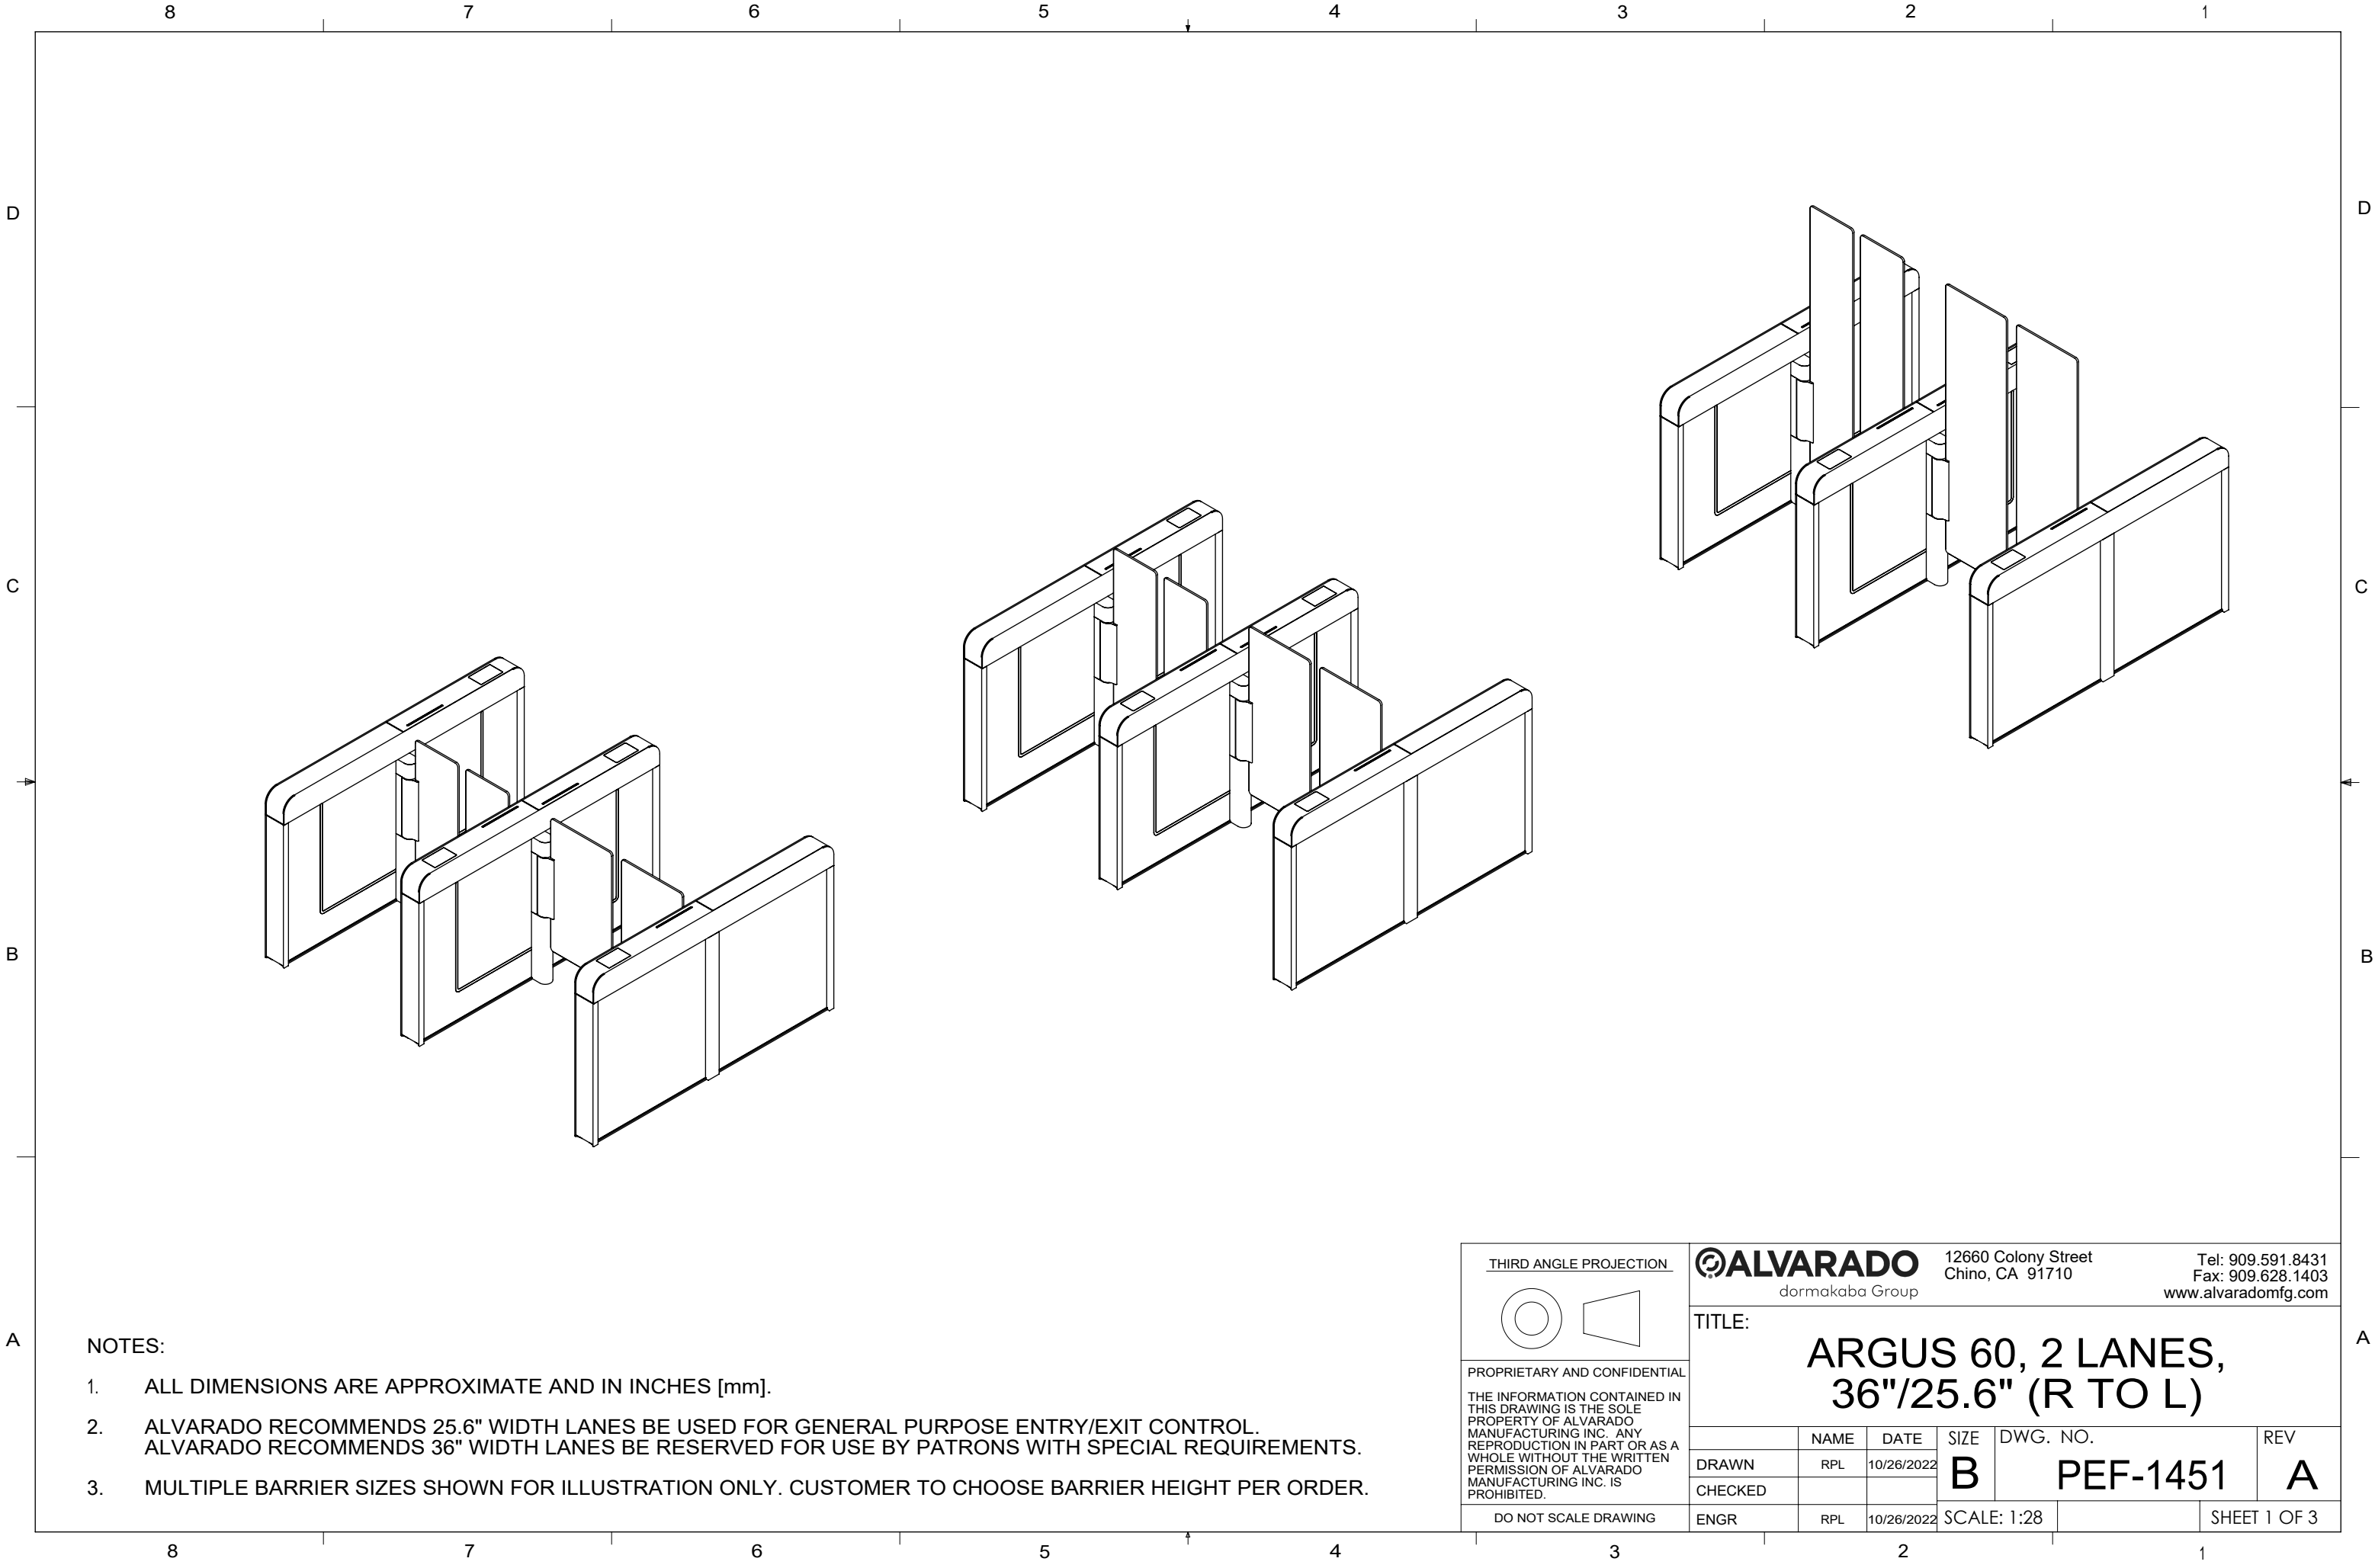 8 7 6 5 4 3 2 1
D D
C C
B B
A A
NOTES:
1. ALL DIMENSIONS ARE APPROXIMATE AND IN INCHES [mm].
2. ALVARADO RECOMMENDS 25.6" WIDTH LANES BE USED FOR GENERAL PURPOSE ENTRY/EXIT CONTROL.
ALVARADO RECOMMENDS 36" WIDTH LANES BE RESERVED FOR USE BY PATRONS WITH SPECIAL REQUIREMENTS.
3. MULTIPLE BARRIER SIZES SHOWN FOR ILLUSTRATION ONLY. CUSTOMER TO CHOOSE BARRIER HEIGHT PER ORDER.
THIRD ANGLE PROJECTION
PROPRIETARY AND CONFIDENTIAL
THE INFORMATION CONTAINED IN
THIS DRAWING IS THE SOLE
PROPERTY OF ALVARADO
MANUFACTURING INC. ANY
REPRODUCTION IN PART OR AS A
WHOLE WITHOUT THE WRITTEN
PERMISSION OF ALVARADO
MANUFACTURING INC. IS
PROHIBITED.
DO NOT SCALE DRAWING
ALVARADO
dormakaba Group
12660 Colony Street
Chino, CA 91710
Tel: 909.591.8431
Fax: 909.628.1403
www.alvaradomfg.com
TITLE:
ARGUS 60, 2 LANES,
36"/25.6" (R TO L)
NAME DATE
DRAWN RPL 10/26/2022
CHECKED
ENGR RPL 10/26/2022
SIZE
B
DWG. NO.
PEF-1451
REV
A
SCALE: 1:28
SHEET 1 OF 3
8 7 6 5 4 3 2 1